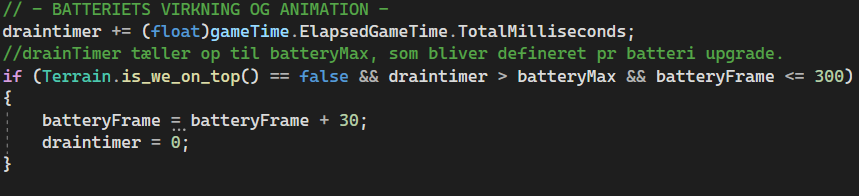 // - BATTERIETS VIRKNING OG ANIMATION -
draintimer += (float)gameTime.ElapsedGameTime.TotalMilliseconds;
//drainTimer tæller op til batteryMax, som bliver defineret pr batteri upgrade.
if (Terrain.is_we_on_top() == false && draintimer > batteryMax && batteryFrame <= 300)
{
    batteryFrame = batteryFrame + 30;
    draintimer = 0;
}